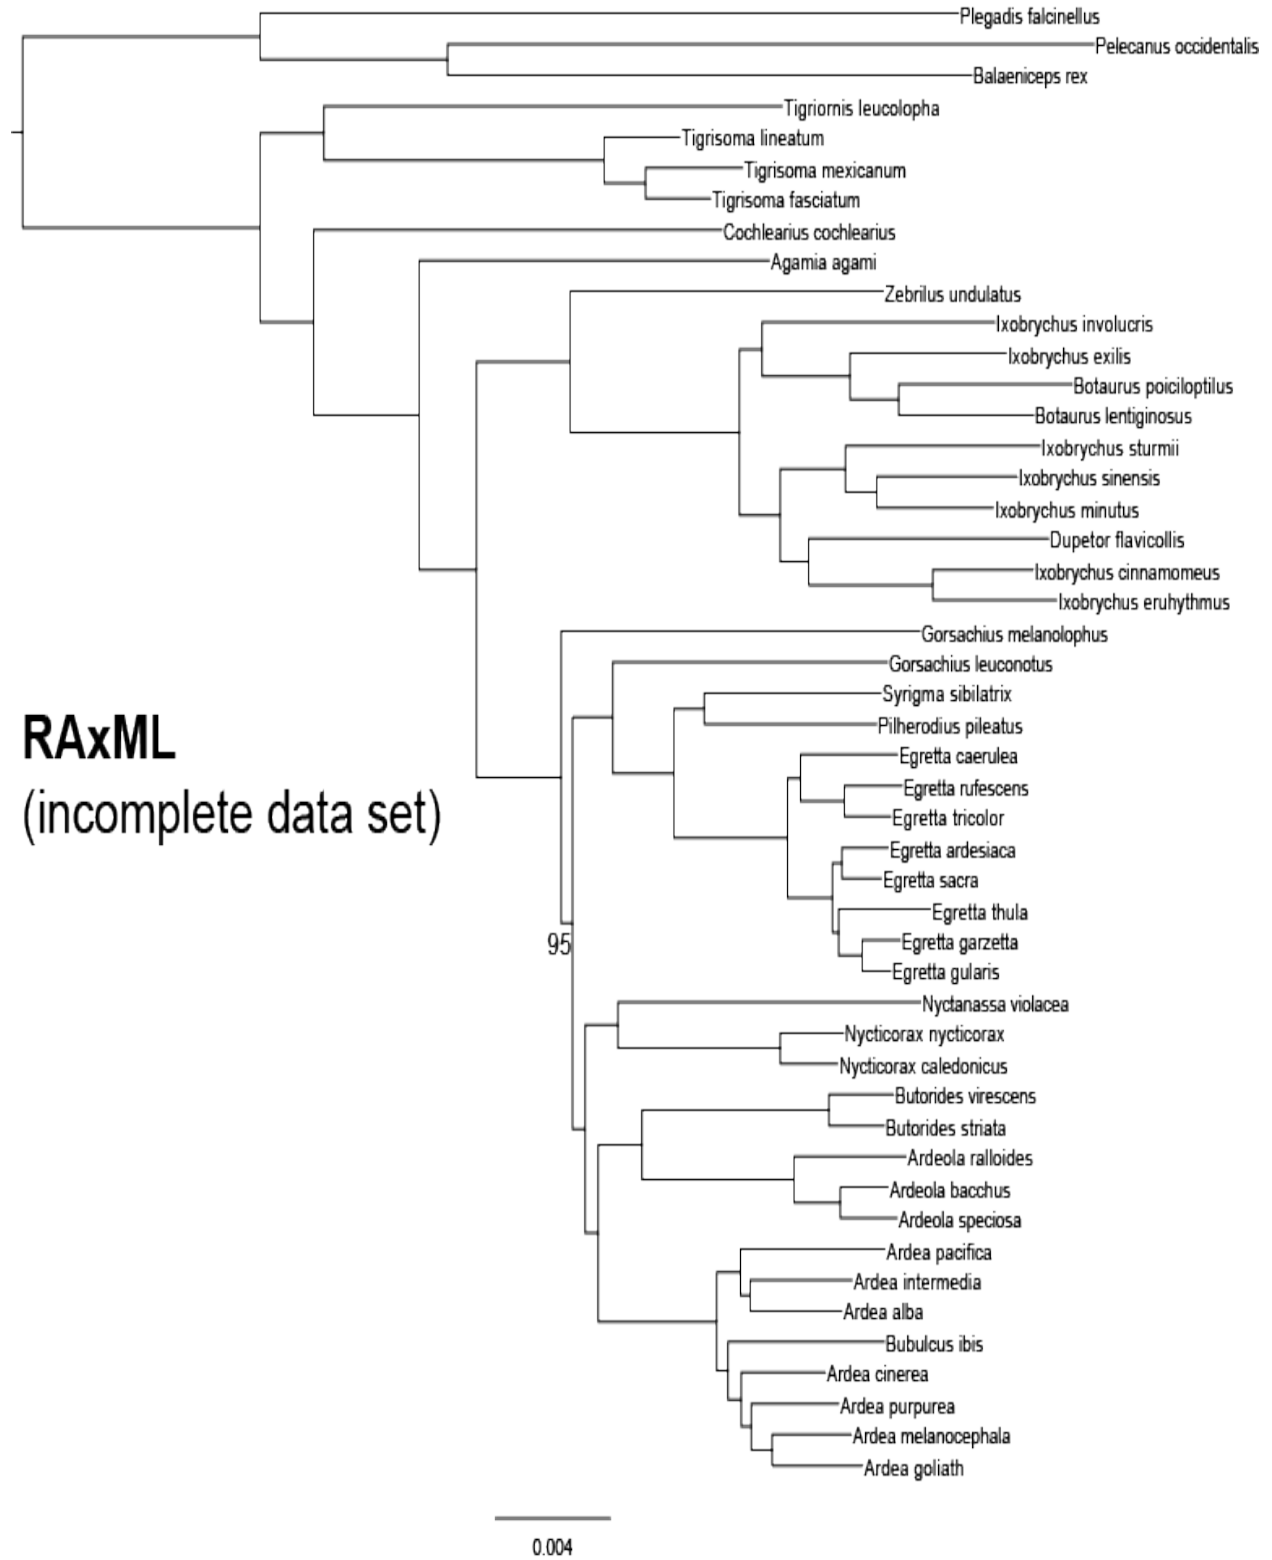 Plegadis falcinellus
Pelecanus occidentalis
Balaeniceps rex
Tigriornis leucolopha
Tigrisoma lineatum
Tigrisoma mexicanum
Tigrisoma fasciatum
Cochlearius cochlearius
Agamia agami
Zebrilus undulatus
Ixobrychus involucris
Ixobrychus exilis
Botaurus poiciloptilus
Botaurus lentiginosus
Ixobrychus sturmii
Ixobrychus sinensis
Ixobrychus minutus
Dupetor flavicollis
Ixobrychus cinnamomeus
Ixobrychus eruhythmus
Gorsachius melanolophus
Gorsachius leuconotus
Syrigma sibilatrix
Pilherodius pileatus
RAxML
(incomplete data set)
Egretta caerulea
Egretta rufescens
Egretta tricolor
Egretta ardesiaca
Egretta sacra
Egretta thula
Egretta garzetta
95
Egretta gularis
Nyctanassa violacea
Nycticorax nycticorax
Nycticorax caledonicus
Butorides virescens
Butorides striata
Ardeola ralloides
Ardeola bacchus
Ardeola speciosa
Ardea pacifica
Ardea intermedia
Ardea alba
Bubulcus ibis
Ardea cinerea
Ardea purpurea
Ardea melanocephala
Ardea goliath
0.004